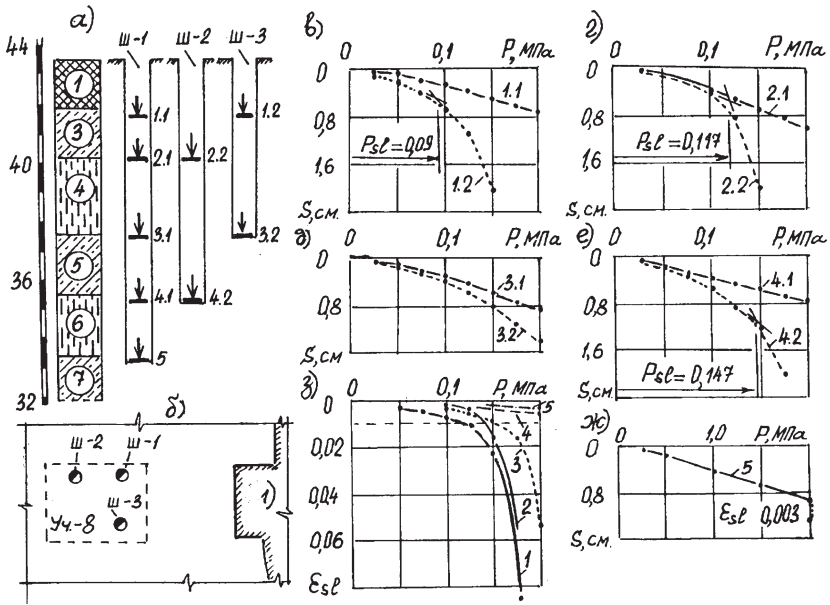 а)
44
40
36
32
1
3
4
5
6
7
Ш-1
Ш-2
Ш-3
1.1
1.2
2.1
2.2
3.1
3.2
4.1
4.2
5
б)
Ш-2
Ш-1
Ш-3
Уч.-8
1)
в)
0
0,1
P, МПа
0
0,8
1,6
S, см.
1.1
Psl=0,09
1.2
г)
0
0,1
P, МПа
0
0,8
1,6
S, см.
2.1
Psl=0,117
2.2
д)
0
0,1
P, МПа
0
0,8
S, см
3.1
3.2
е)
0
0,1
P, МПа
0
0,8
1,6
S, см.
4.1
4.2
Psl=0,147
з)
0
0,1
P, МПа
0
0,02
0,04
0,06
εsl
5
4
3
2
1
ж)
0
1,0
P, МПа
0
0,8
S, см.
5
εsl 0,003